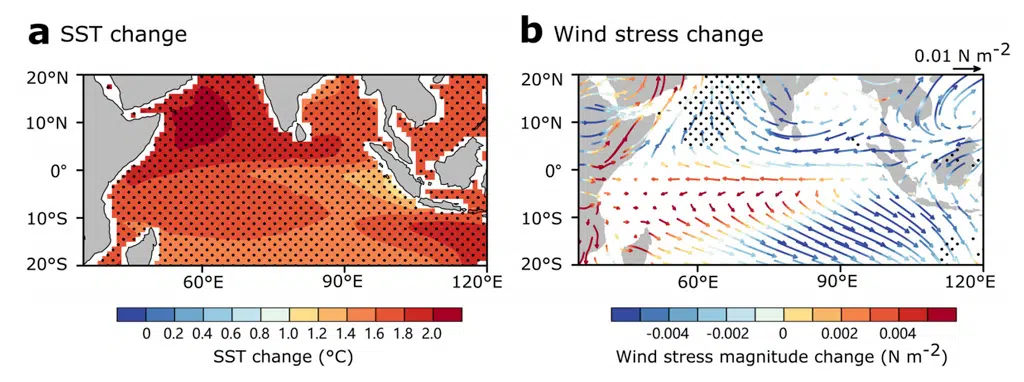 a SST change
b Wind stress change
0.01 N m-2
20°N
10°N
0°
10°S
20°S
60°E
90°E
120°E
20°N
10°N
0°
10°S
20°S
60°E
90°E
120°E
0 0.2 0.4 0.6 0.8 1.0 1.2 1.4 1.6 1.8 2.0
SST change (°C)
-0.004 -0.002 0 0.002 0.004
Wind stress magnitude change (N m-2)